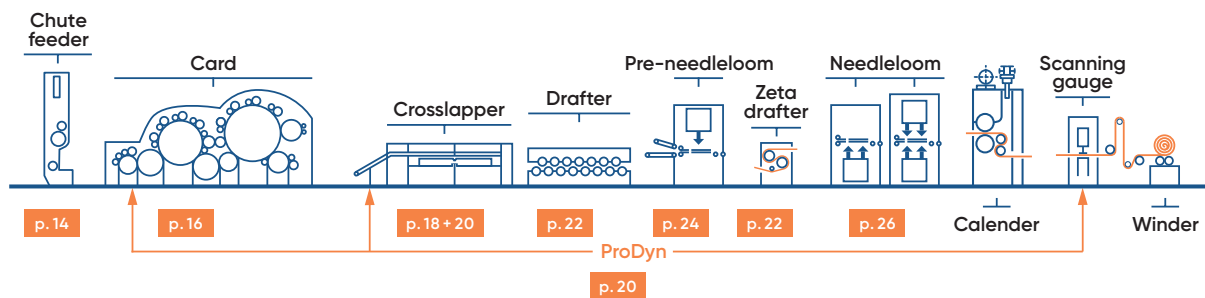 Chute
feeder
Card
Crosslapper
Drafter
Pre-needleloom
Zeta
drafter
Needleloom
Scanning
gauge
p. 14
p. 16
p. 18 + 20
p. 22
p. 24
p. 22
p. 26
Calender
Winder
ProDyn
p. 20